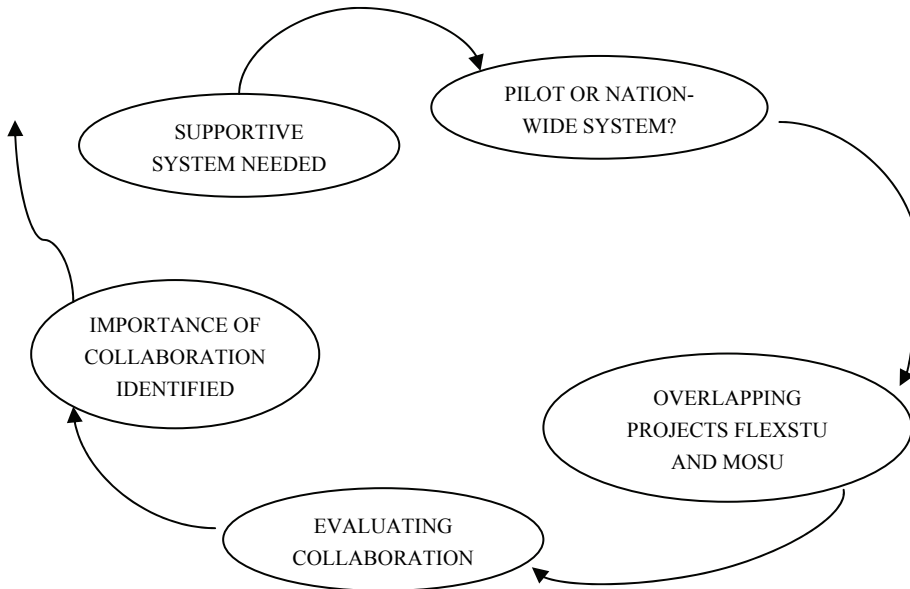 SUPPORTIVE
SYSTEM NEEDED
PILOT OR NATION-
WIDE SYSTEM?
OVERLAPPING
PROJECTS FLEXSTU
AND MOSU
EVALUATING
COLLABORATION
IMPORTANCE OF
COLLABORATION
IDENTIFIED